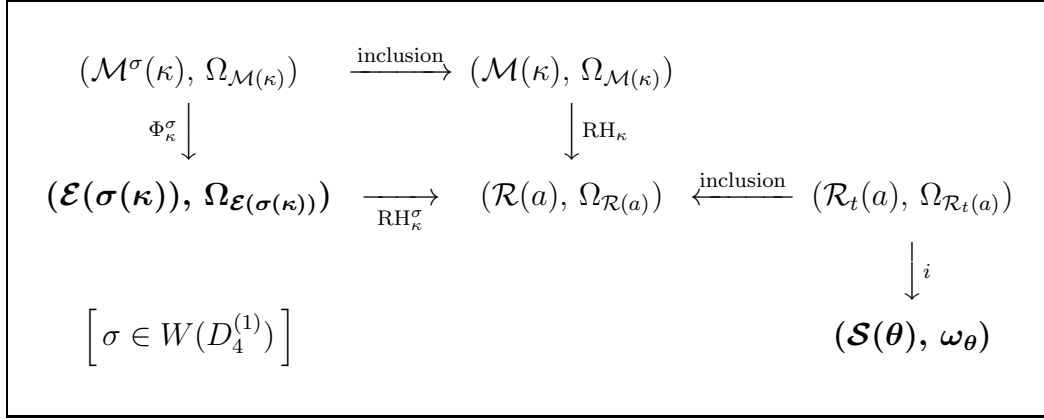 (𝓜^σ(κ), Ω_{𝓜(κ)}) inclusion (𝓜(κ), Ω_{𝓜(κ)})
Φ^σ_κ RH_κ
(𝓔(σ(κ)), Ω_{𝓔(σ(κ))}) RH^σ_κ (𝓡(a), Ω_{𝓡(a)}) inclusion (𝓡_t(a), Ω_{𝓡_t(a)})
i
[σ ∈ W(D_4^{(1)})] (𝓢(θ), ω_θ)